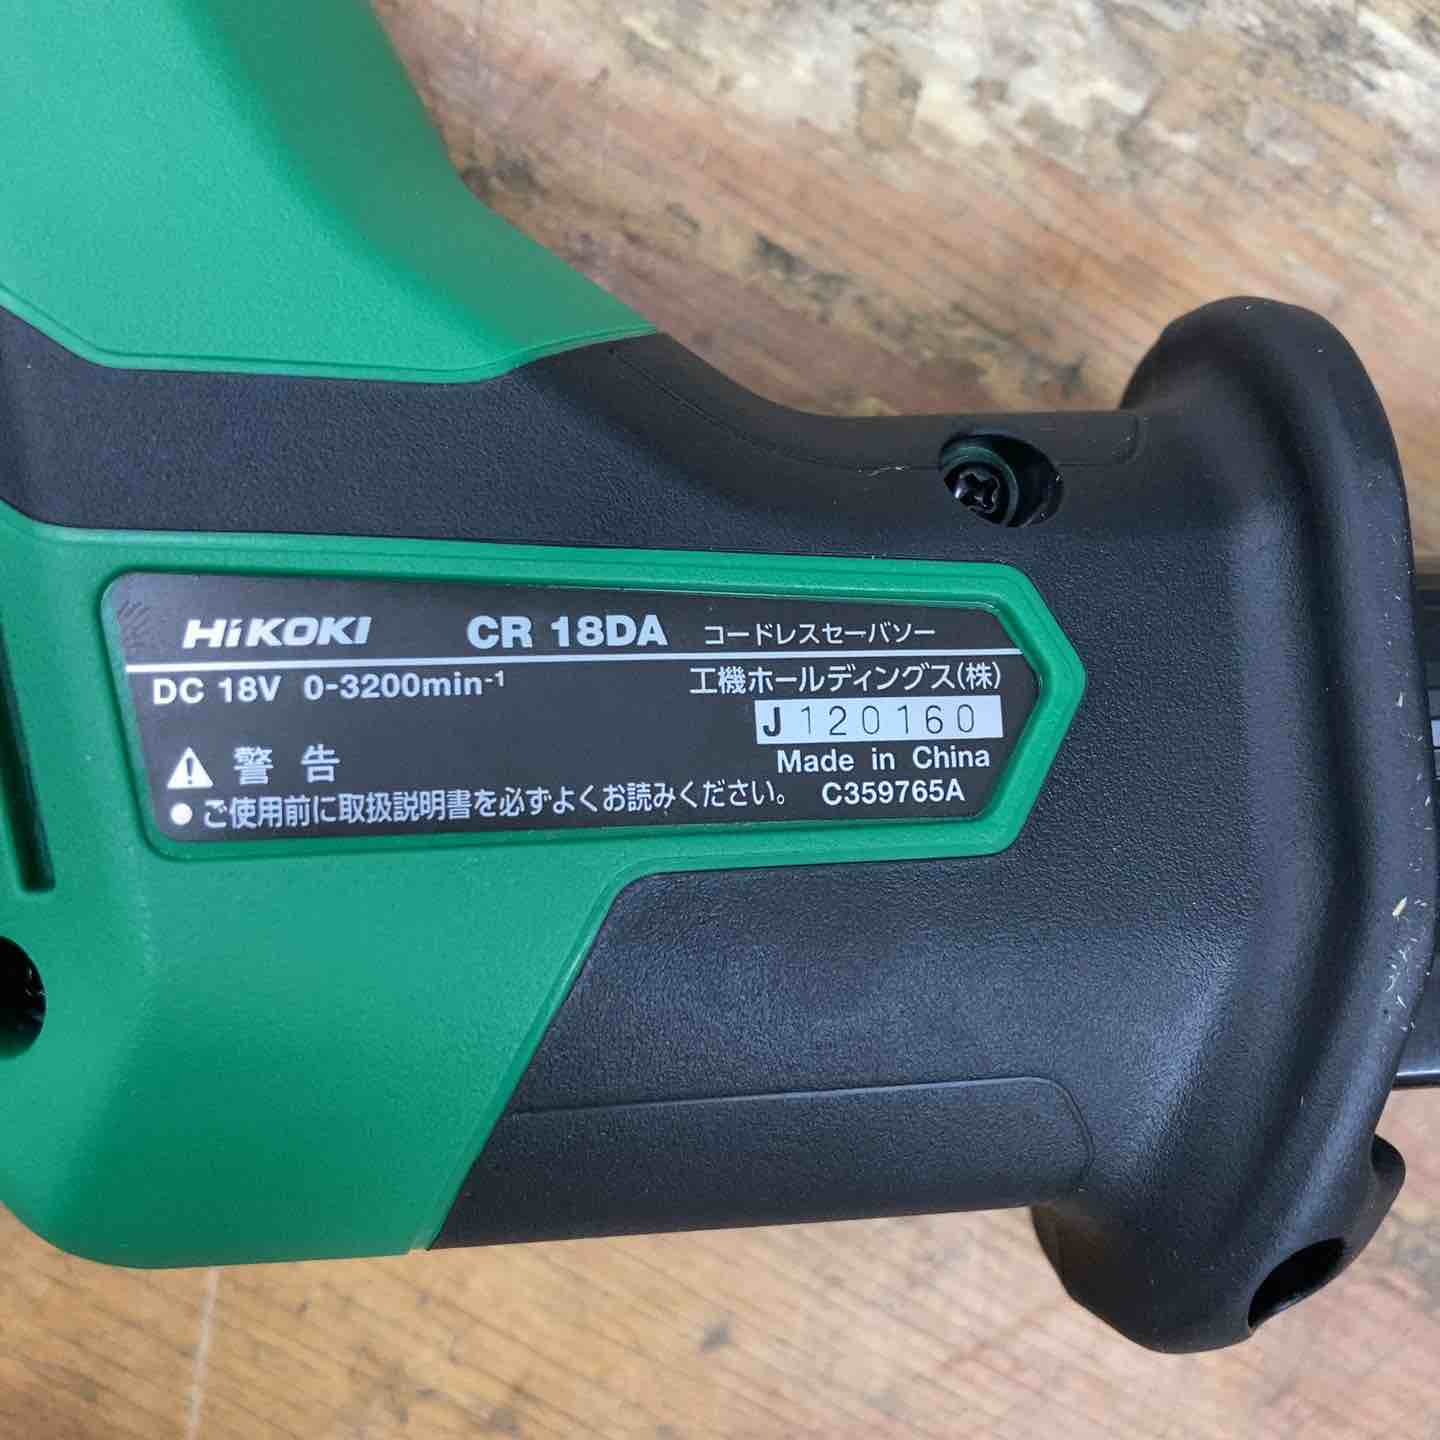 HiKOKI CR 18DA コードレスセーバソー
DC 18V 0-3200min-1 工機ホールディングス(株)
J120160
Made in China
⚠ 警告
● ご使用前に取扱説明書を必ずよくお読みください。 C359765A